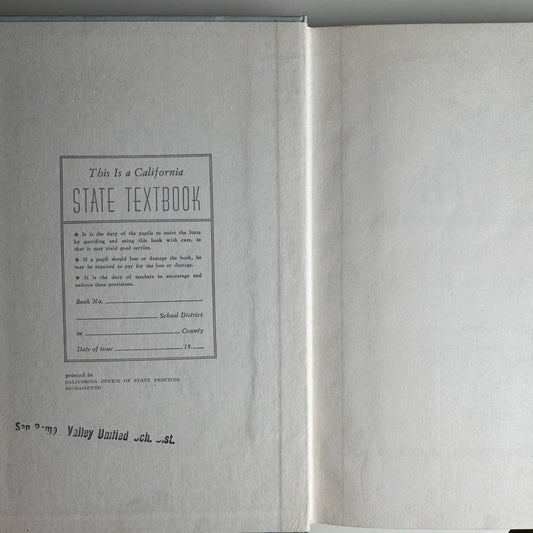 This Is a California
STATE TEXTBOOK
★ It is the duty of the pupils to assist the State
by guarding and using this book with care, so
that it may yield good service.
★ If a pupil should lose or damage the book, he
may be required to pay for the loss or damage.
★ It is the duty of teachers to encourage and
enforce these provisions.
Book No.
School District
in County
Date of issue 19
printed in
CALIFORNIA OFFICE OF STATE PRINTING
SACRAMENTO
San Valley Unified Sch. Dist.